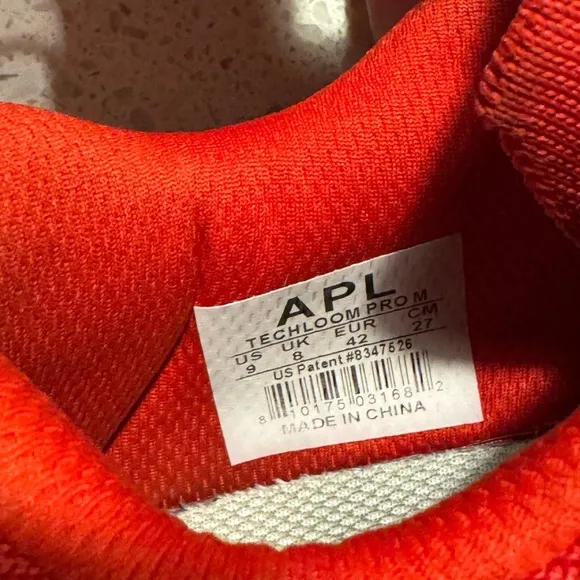 APL
TECHLOOM PRO M
US UK EUR CM
9 8 42 27
US Patent #8347526
8 10175 03168 2
MADE IN CHINA